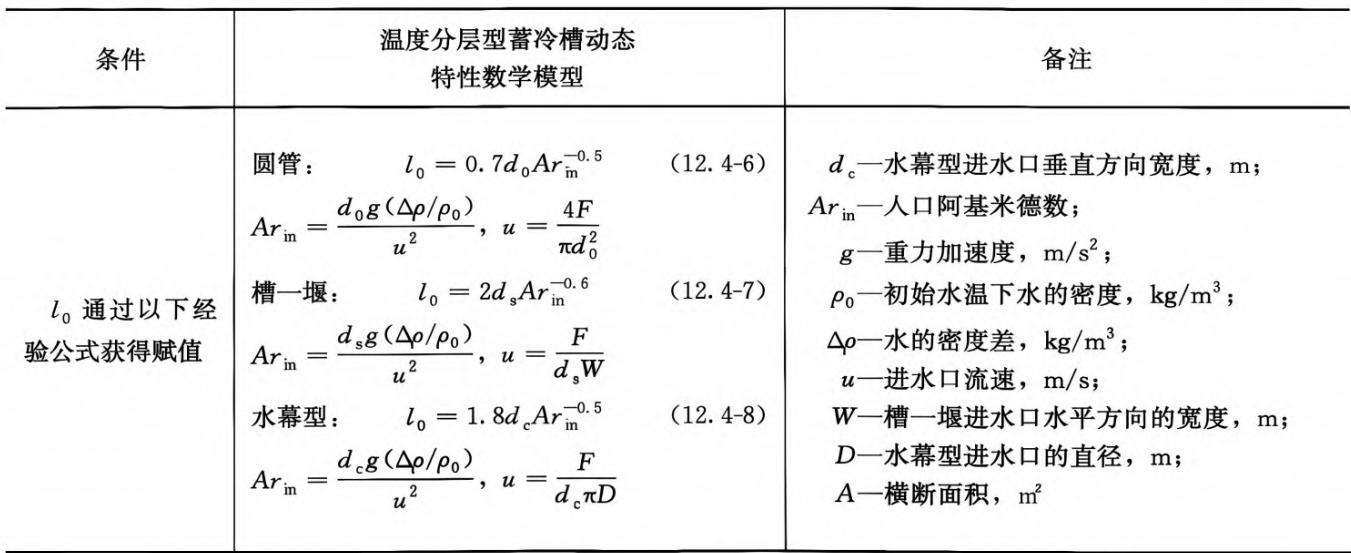 条件
温度分层型蓄冷槽动态
特性数学模型
备注
l₀ 通过以下经
验公式获得赋值
圆管： l₀ = 0.7d₀Ar_in^{-0.5} (12.4-6)
Ar_in = d₀g(Δρ/ρ₀)/u², u = 4F/πd₀²
槽—堰： l₀ = 2d_sAr_in^{-0.6} (12.4-7)
Ar_in = d_sg(Δρ/ρ₀)/u², u = F/d_sW
水幕型： l₀ = 1.8d_cAr_in^{-0.5} (12.4-8)
Ar_in = d_cg(Δρ/ρ₀)/u², u = F/d_cπD
d_c—水幕型进水口垂直方向宽度，m；
Ar_in—人口阿基米德数；
g—重力加速度，m/s²；
ρ₀—初始水温下水的密度，kg/m³；
Δρ—水的密度差，kg/m³；
u—进水口流速，m/s；
W—槽—堰进水口水平方向的宽度，m；
D—水幕型进水口的直径，m；
A—横断面积，m²